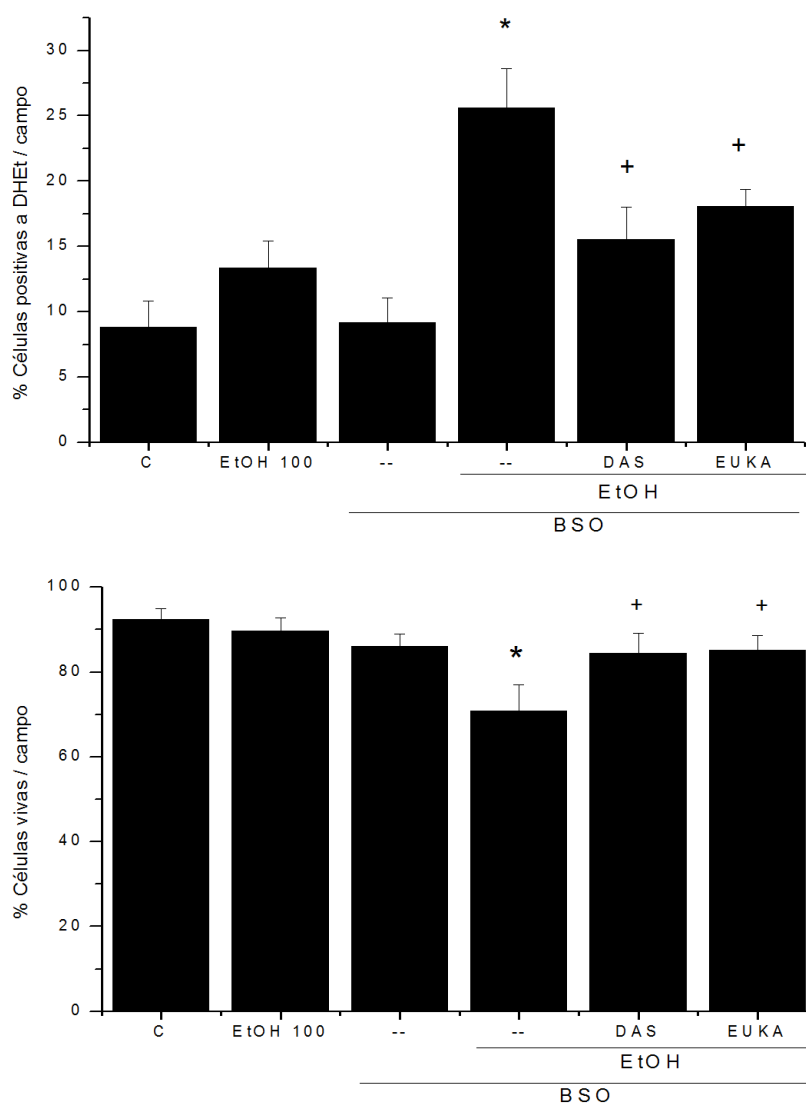 % Células positivas a DHEt / campo
30
25
20
15
10
5
0
*
+
+
C EtOH 100 -- -- DAS EUKA
EtOH
BSO
% Células vivas / campo
100
80
60
40
20
0
*
+
+
C EtOH 100 -- -- DAS EUKA
EtOH
BSO